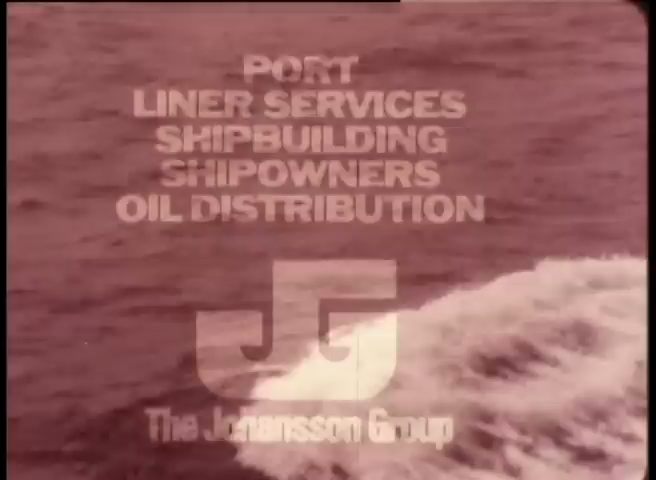 PORT
LINER SERVICES
SHIPBUILDING
SHIPOWNERS
OIL DISTRIBUTION
The Johansson Group